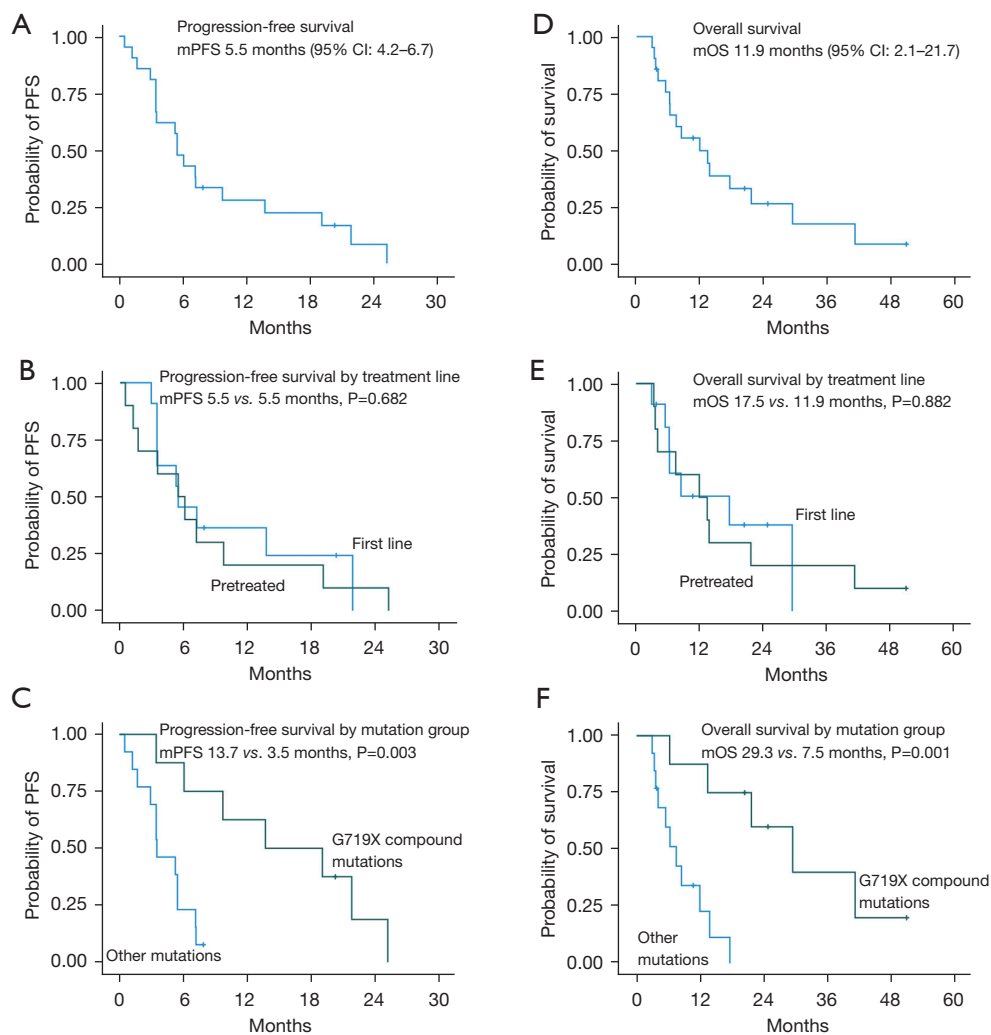 A
Progression-free survival
mPFS 5.5 months (95% CI: 4.2–6.7)
Probability of PFS
1.00
0.75
0.50
0.25
0.00
0 6 12 18 24 30
Months
D
Overall survival
mOS 11.9 months (95% CI: 2.1–21.7)
Probability of survival
1.00
0.75
0.50
0.25
0.00
0 12 24 36 48 60
Months
B
Progression-free survival by treatment line
mPFS 5.5 vs. 5.5 months, P=0.682
Probability of PFS
1.00
0.75
0.50
0.25
0.00
First line
Pretreated
0 6 12 18 24 30
Months
E
Overall survival by treatment line
mOS 17.5 vs. 11.9 months, P=0.882
Probability of survival
1.00
0.75
0.50
0.25
0.00
First line
Pretreated
0 12 24 36 48 60
Months
C
Progression-free survival by mutation group
mPFS 13.7 vs. 3.5 months, P=0.003
Probability of PFS
1.00
0.75
0.50
0.25
0.00
G719X compound
mutations
Other mutations
0 6 12 18 24 30
Months
F
Overall survival by mutation group
mOS 29.3 vs. 7.5 months, P=0.001
Probability of survival
1.00
0.75
0.50
0.25
0.00
G719X compound
mutations
Other
mutations
0 12 24 36 48 60
Months